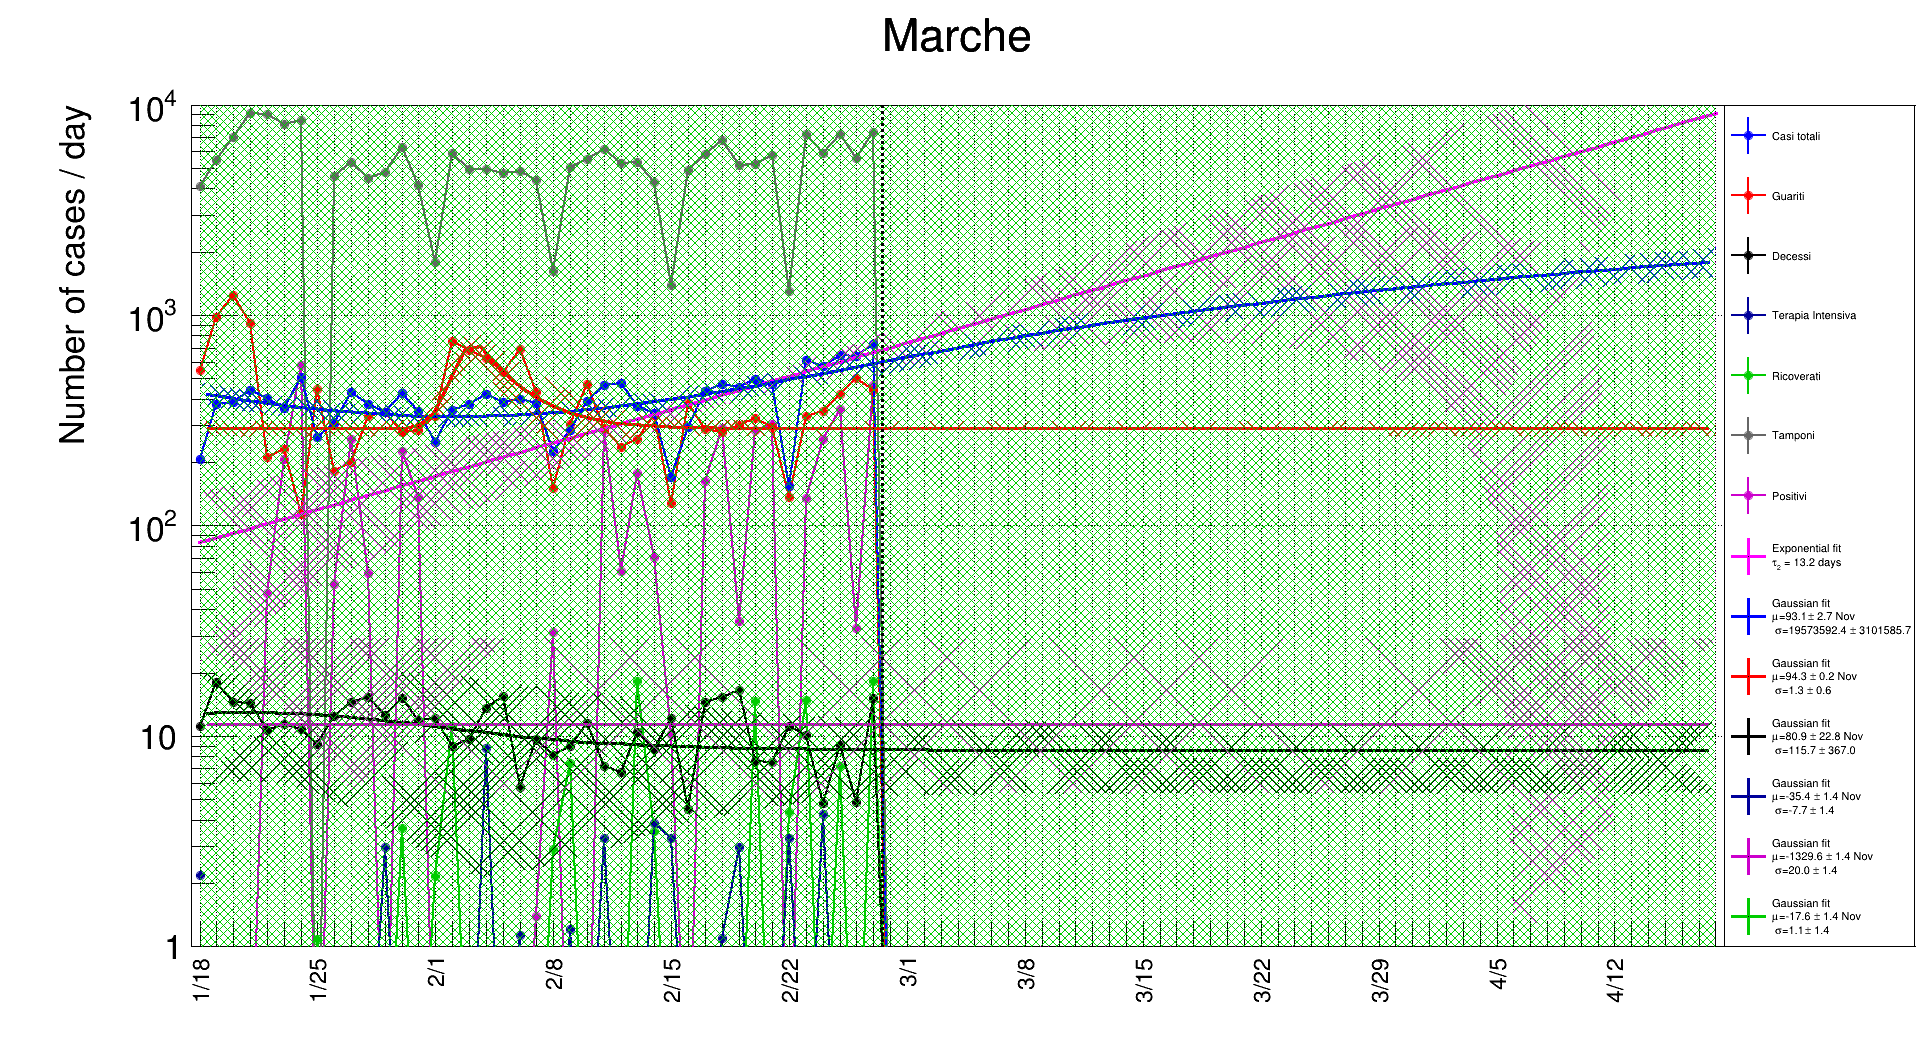 Marche
Number of cases / day
10⁴
10³
10²
10
1
1/18
1/25
2/1
2/8
2/15
2/22
3/1
3/8
3/15
3/22
3/29
4/5
4/12
Casi totali
Guariti
Decessi
Terapia Intensiva
Ricoverati
Tamponi
Positivi
Exponential fit
τ₂ = 13.2 days
Gaussian fit
μ=93.1 ± 2.7 Nov
σ=19573592.4 ± 3101585.7
Gaussian fit
μ=94.3 ± 0.2 Nov
σ=1.3 ± 0.6
Gaussian fit
μ=80.9 ± 22.8 Nov
σ=115.7 ± 367.0
Gaussian fit
μ=-35.4 ± 1.4 Nov
σ=-7.7 ± 1.4
Gaussian fit
μ=-1329.6 ± 1.4 Nov
σ=20.0 ± 1.4
Gaussian fit
μ=-17.6 ± 1.4 Nov
σ=1.1 ± 1.4